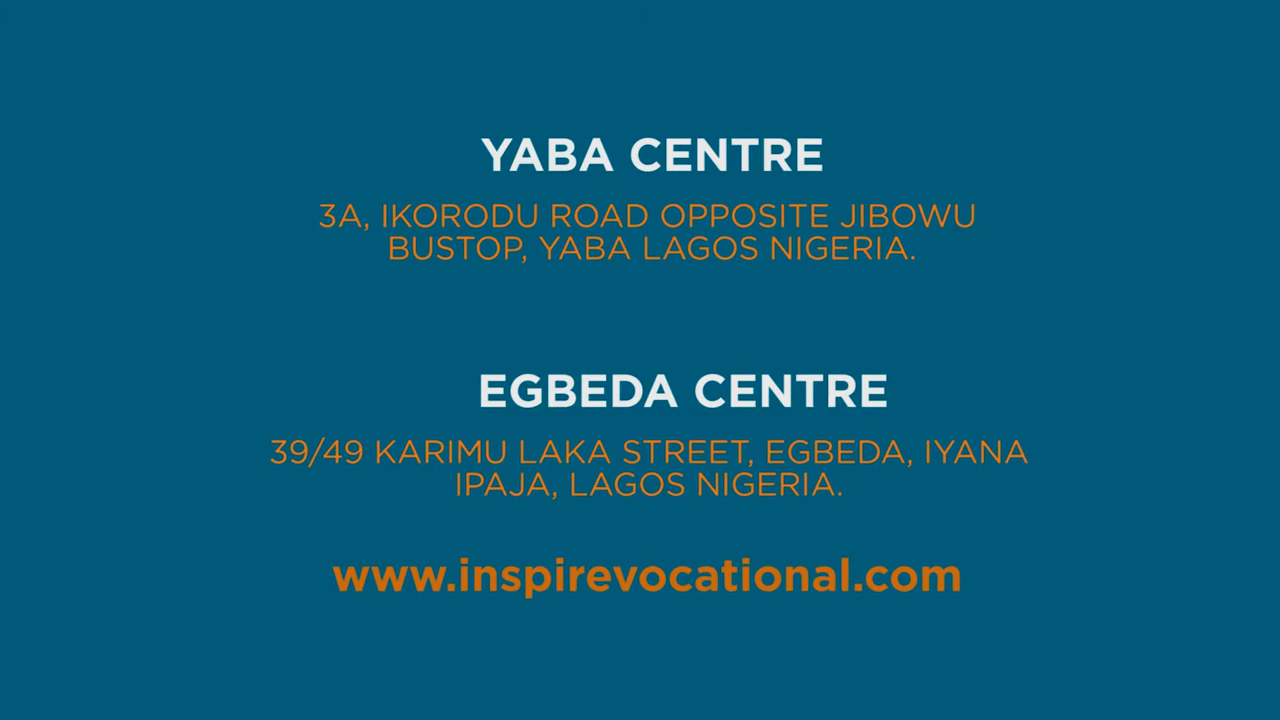 YABA CENTRE
3A, IKORODU ROAD OPPOSITE JIBOWU
BUSTOP, YABA LAGOS NIGERIA.
EGBEDA CENTRE
39/49 KARIMU LAKA STREET, EGBEDA, IYANA
IPAJA, LAGOS NIGERIA.
www.inspirevocational.com